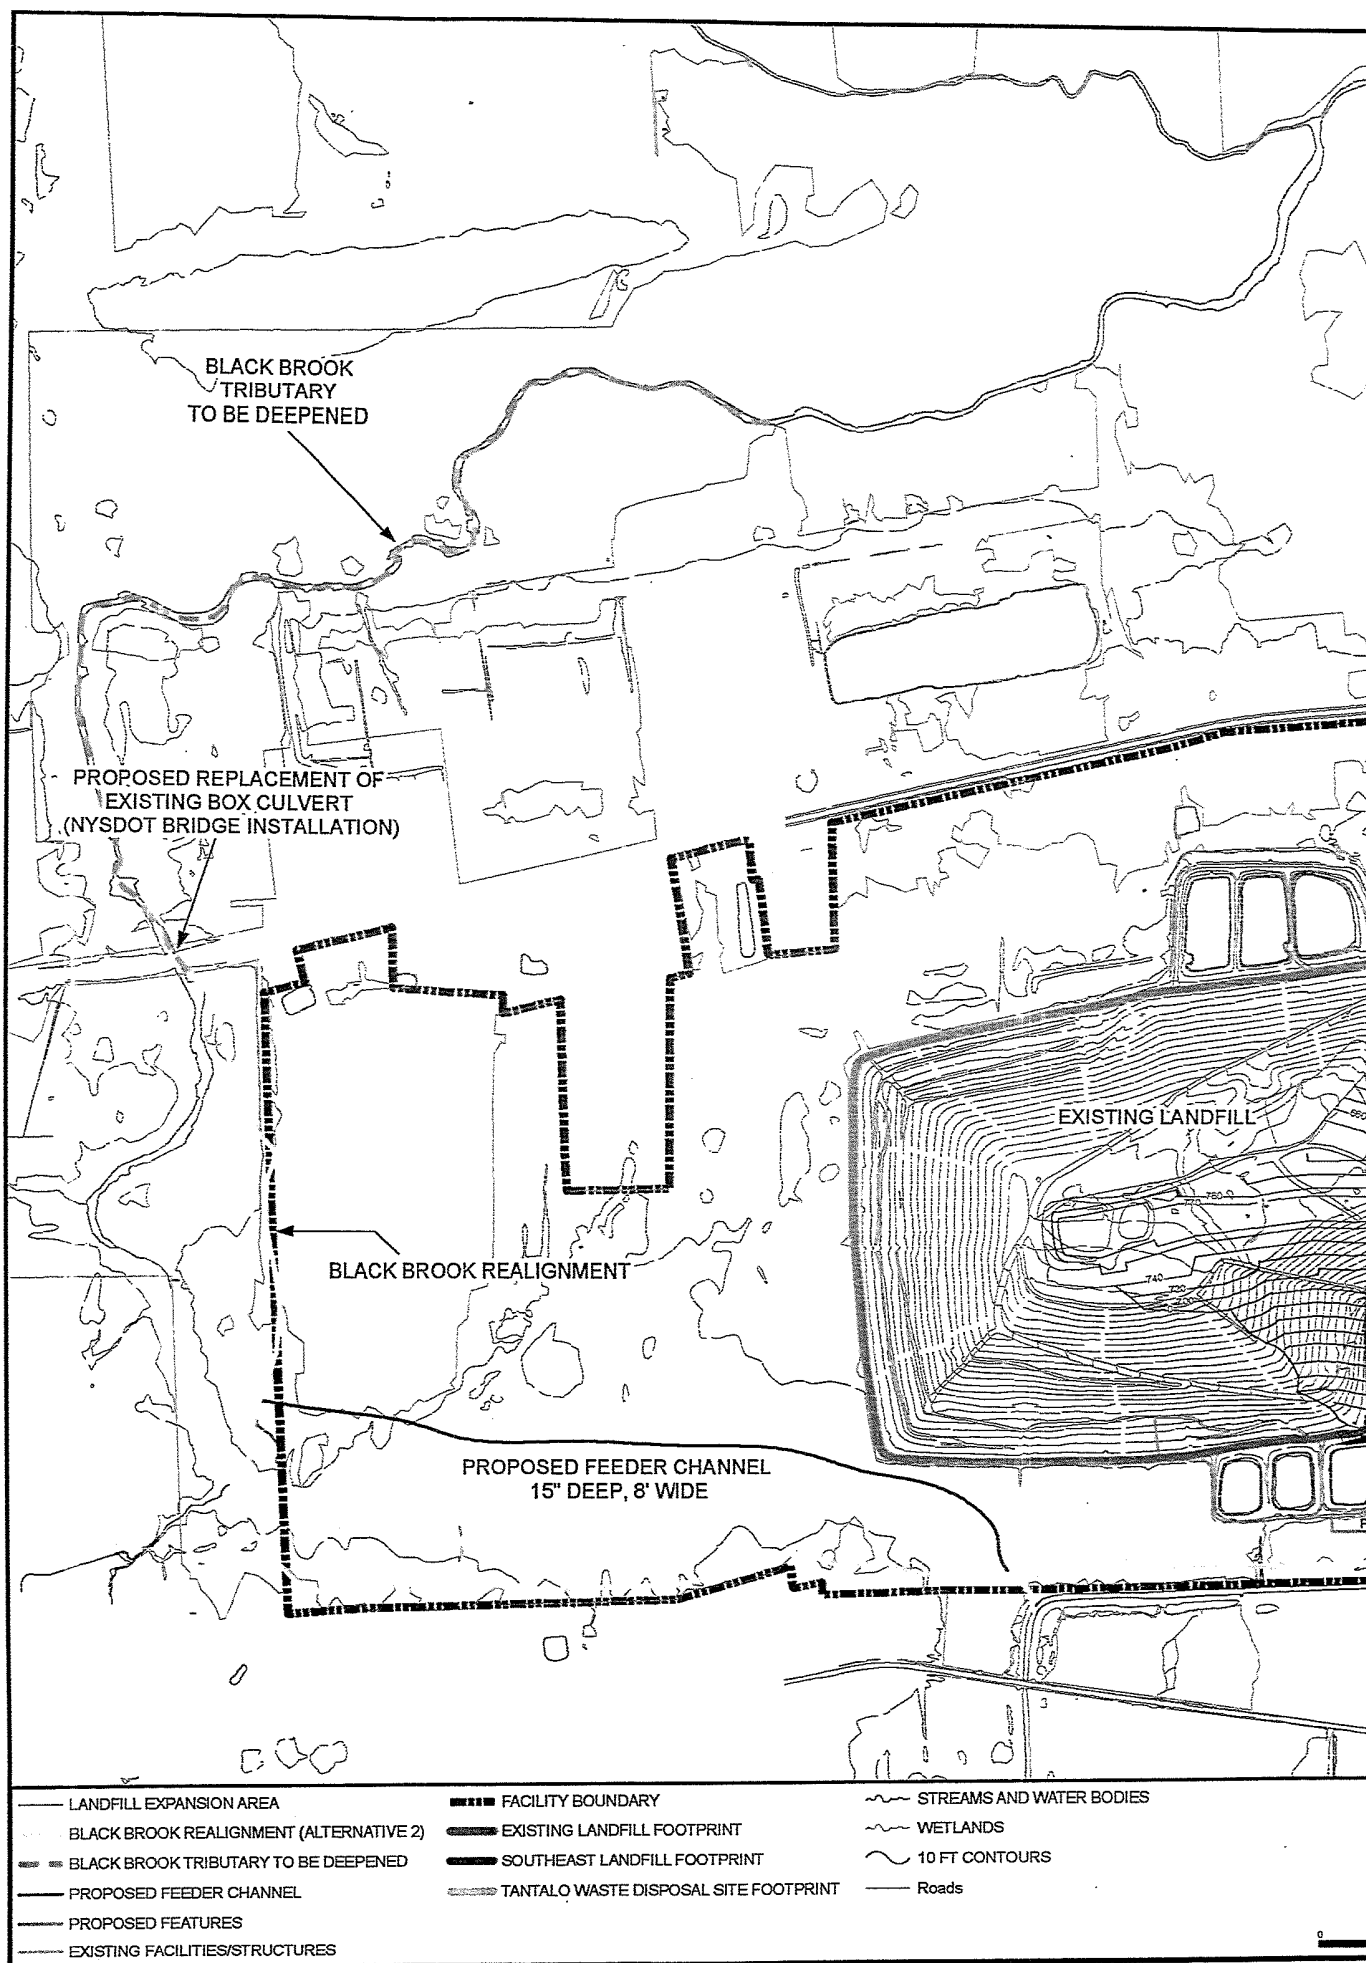 BLACK BROOK
TRIBUTARY
TO BE DEEPENED
PROPOSED REPLACEMENT OF
EXISTING BOX CULVERT
(NYSDOT BRIDGE INSTALLATION)
EXISTING LANDFILL
760
740
730
BLACK BROOK REALIGNMENT
PROPOSED FEEDER CHANNEL
15" DEEP, 8' WIDE
3
LANDFILL EXPANSION AREA
BLACK BROOK REALIGNMENT (ALTERNATIVE 2)
BLACK BROOK TRIBUTARY TO BE DEEPENED
PROPOSED FEEDER CHANNEL
PROPOSED FEATURES
EXISTING FACILITIES/STRUCTURES
FACILITY BOUNDARY
EXISTING LANDFILL FOOTPRINT
SOUTHEAST LANDFILL FOOTPRINT
TANTALO WASTE DISPOSAL SITE FOOTPRINT
STREAMS AND WATER BODIES
WETLANDS
10 FT CONTOURS
Roads
0